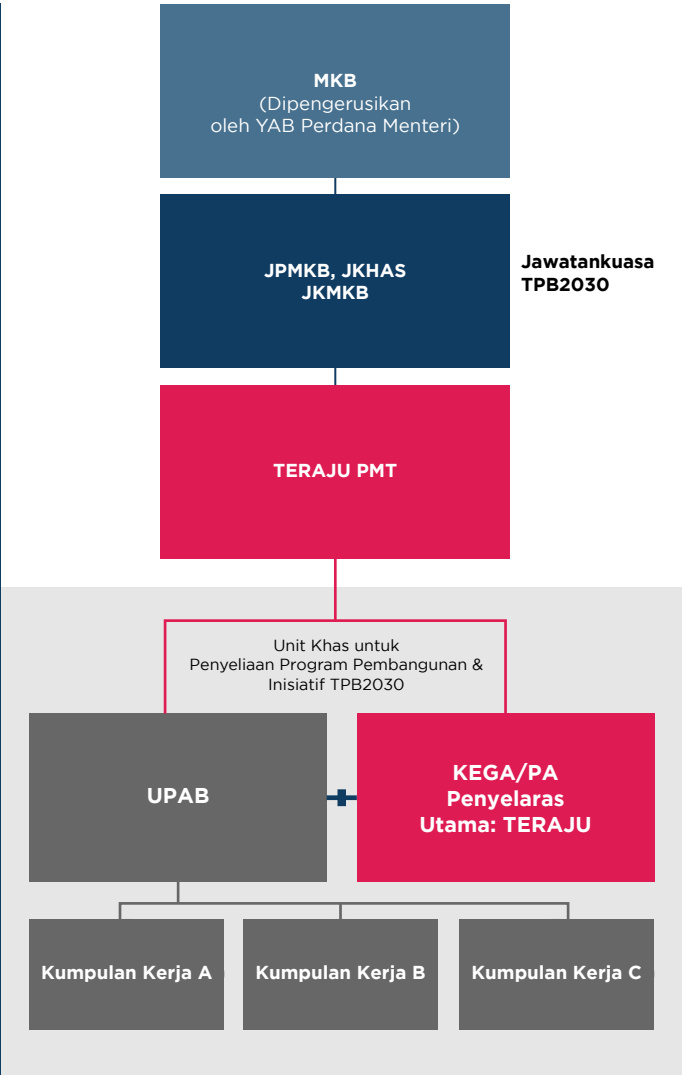 MKB
(Dipengerusikan
oleh YAB Perdana Menteri)
JPMKB, JKHAS
JKMKB
Jawatankuasa
TPB2030
TERAJU PMT
Unit Khas untuk
Penyeliaan Program Pembangunan &
Inisiatif TPB2030
UPAB
KEGA/PA
Penyelaras
Utama: TERAJU
Kumpulan Kerja A
Kumpulan Kerja B
Kumpulan Kerja C